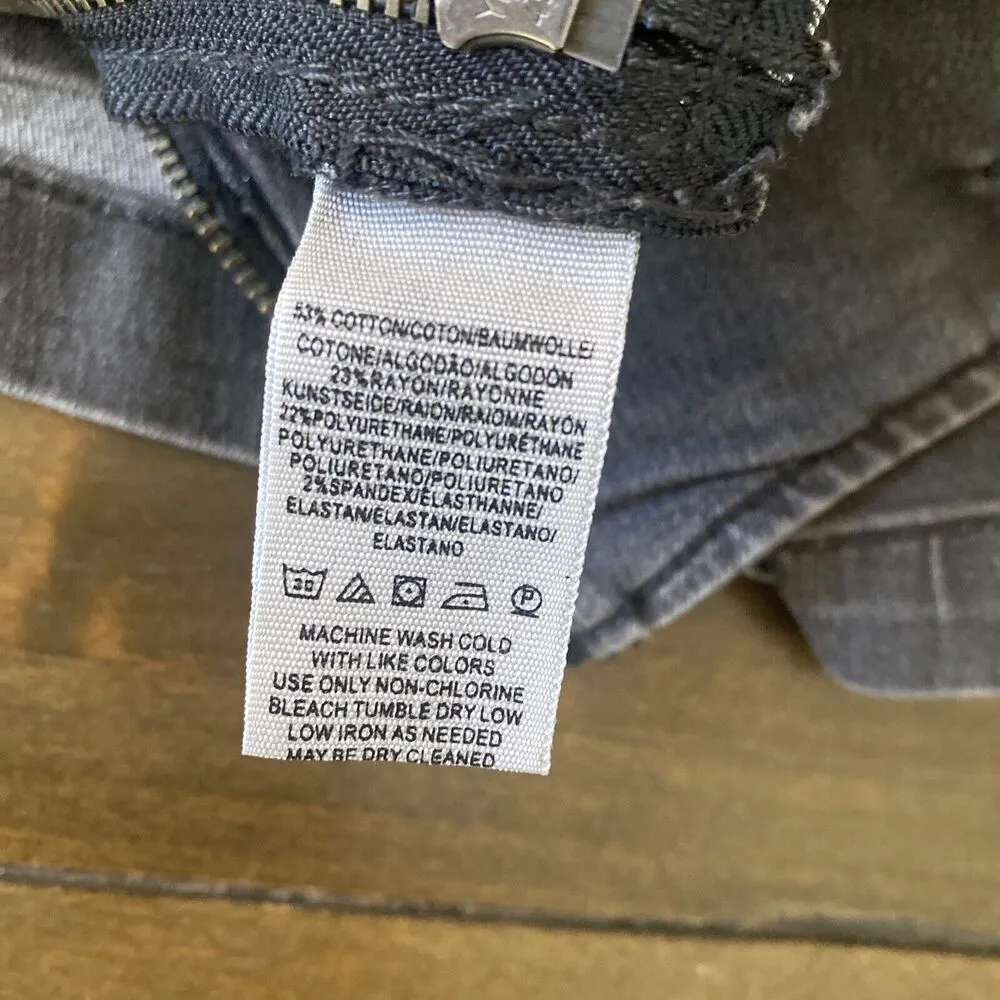 53% COTTON/COTON/BAUMWOLLE/
COTONE/ALGODÃO/ALGODÓN
23%RAYON/RAYONNE
KUNSTSEIDE/RAION/RAIOM/RAYÓN
22%POLYURETHANE/POLYURÉTHANE
POLYURETHANE/POLIURETANO/
POLIURETANO/POLIURETANO
2%SPANDEX/ÉLASTHANNE/
ELASTAN/ELASTAN/ELASTANO/
ELASTANO
30 P
MACHINE WASH COLD
WITH LIKE COLORS
USE ONLY NON-CHLORINE
BLEACH TUMBLE DRY LOW
LOW IRON AS NEEDED
MAY BE DRY CLEANED